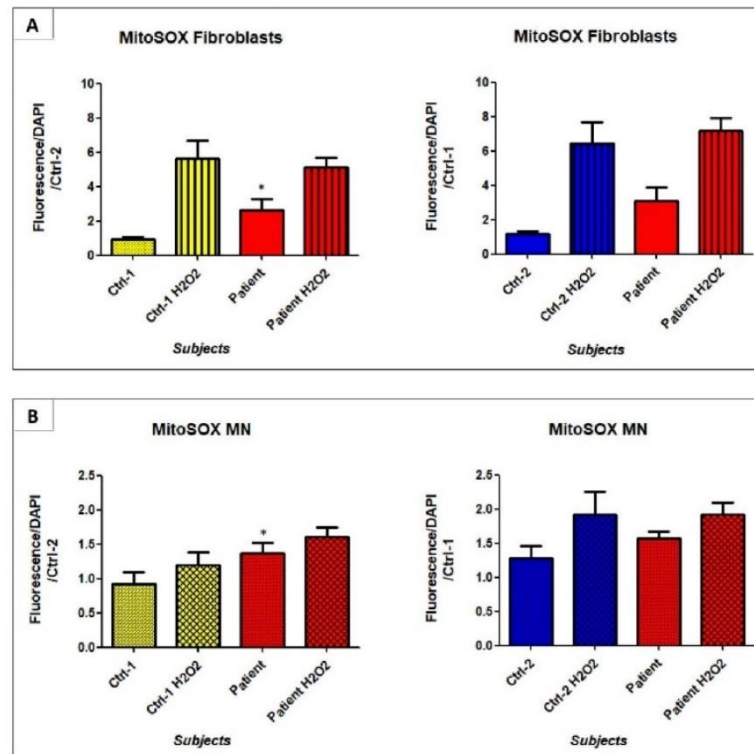 A
MitoSOX Fibroblasts
Fluorescence/DAPI
/Ctrl-2
10
8
6
4
2
0
*
Ctrl-1
Ctrl-1 H2O2
Patient
Patient H2O2
Subjects
MitoSOX Fibroblasts
Fluorescence/DAPI
/Ctrl-1
10
8
6
4
2
0
Ctrl-2
Ctrl-2 H2O2
Patient
Patient H2O2
Subjects
B
MitoSOX MN
Fluorescence/DAPI
/Ctrl-2
2.5
2.0
1.5
1.0
0.5
0.0
*
Ctrl-1
Ctrl-1 H2O2
Patient
Patient H2O2
Subjects
MitoSOX MN
Fluorescence/DAPI
/Ctrl-1
2.5
2.0
1.5
1.0
0.5
0.0
Ctrl-2
Ctrl-2 H2O2
Patient
Patient H2O2
Subjects